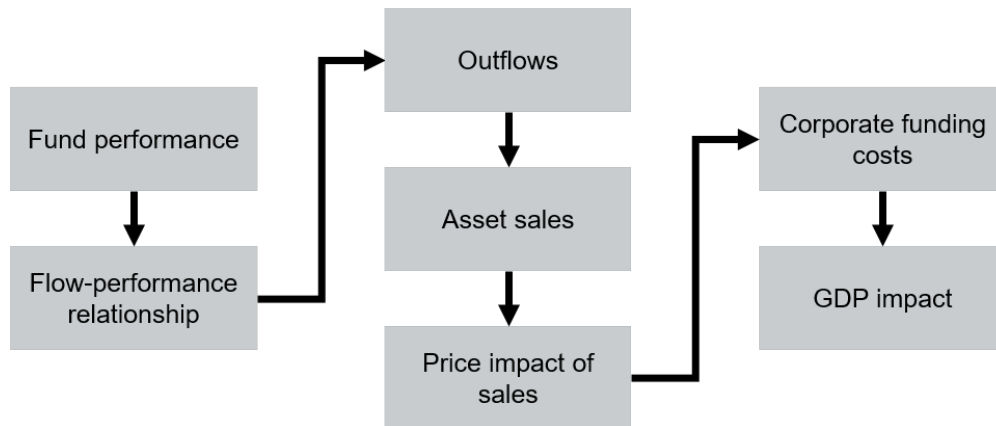 Fund performance
Flow-performance
relationship
Outflows
Asset sales
Price impact of
sales
Corporate funding
costs
GDP impact